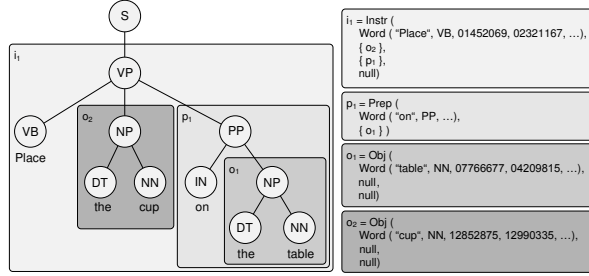 S
i1
VP
VB
Place
o2
NP
DT
the
NN
cup
p1
PP
IN
on
o1
NP
DT
the
NN
table
i1 = Instr (
Word ( "Place", VB, 01452069, 02321167, ...),
{ o2 },
{ p1 },
null)
p1 = Prep (
Word ( "on", PP, ...),
{ o1 } )
o1 = Obj (
Word ( "table", NN, 07766677, 04209815, ...),
null,
null)
o2 = Obj (
Word ( "cup", NN, 12852875, 12990335, ...),
null,
null)